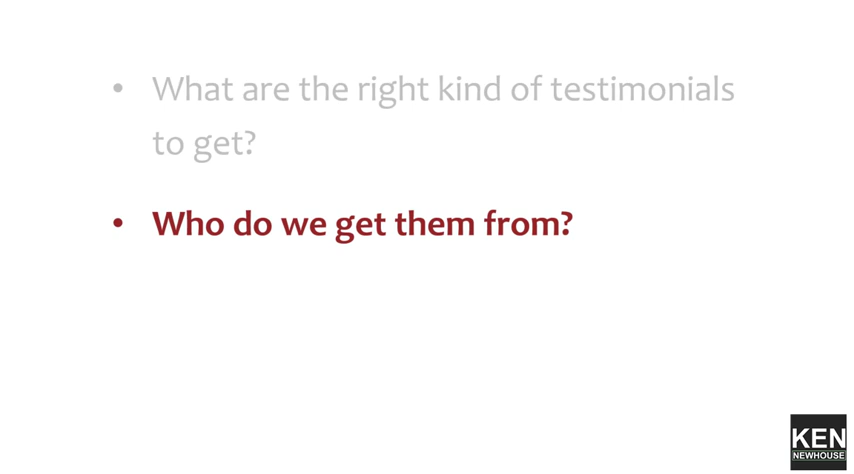 • What are the right kind of testimonials
to get?
• Who do we get them from?
KEN
NEWHOUSE